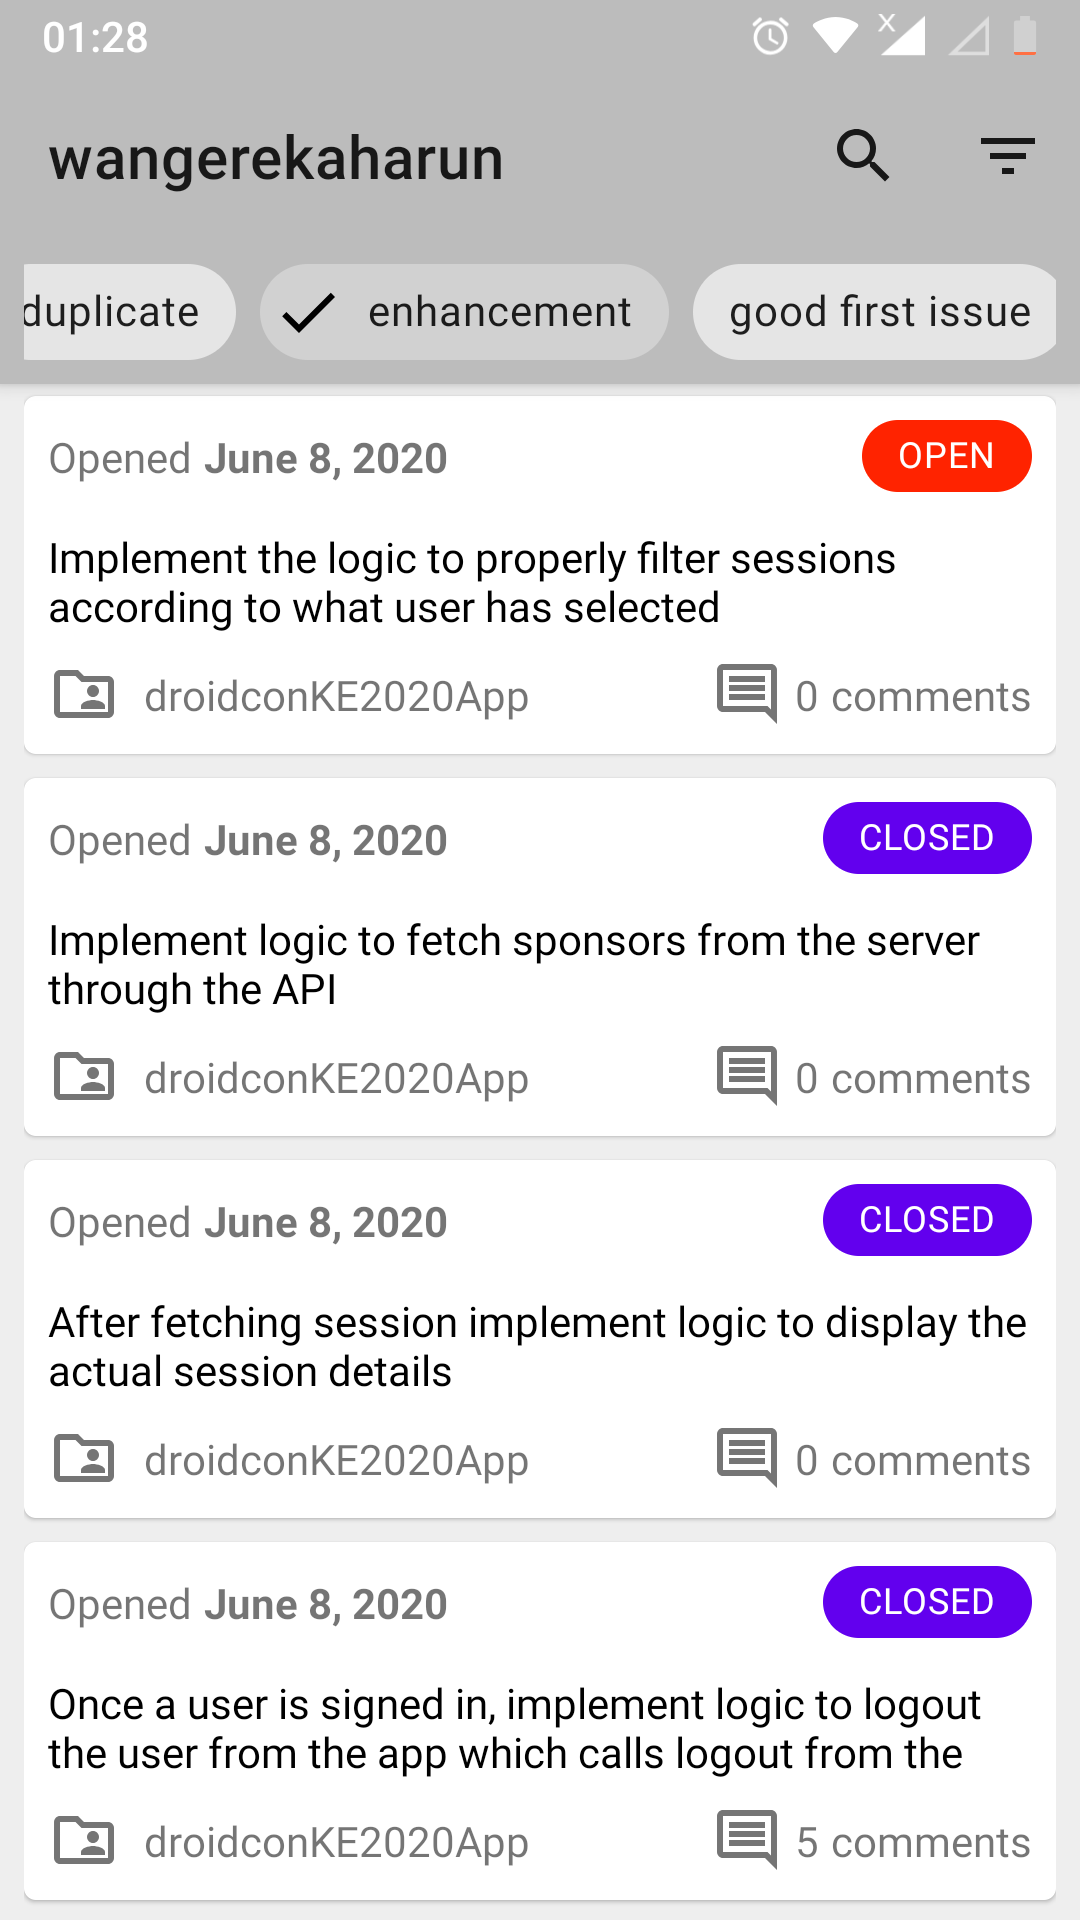 01:28
wangerekaharun
duplicate enhancement good first issue
Opened June 8, 2020 OPEN
Implement the logic to properly filter sessions
according to what user has selected
droidconKE2020App 0 comments
Opened June 8, 2020 CLOSED
Implement logic to fetch sponsors from the server
through the API
droidconKE2020App 0 comments
Opened June 8, 2020 CLOSED
After fetching session implement logic to display the
actual session details
droidconKE2020App 0 comments
Opened June 8, 2020 CLOSED
Once a user is signed in, implement logic to logout
the user from the app which calls logout from the
droidconKE2020App 5 comments